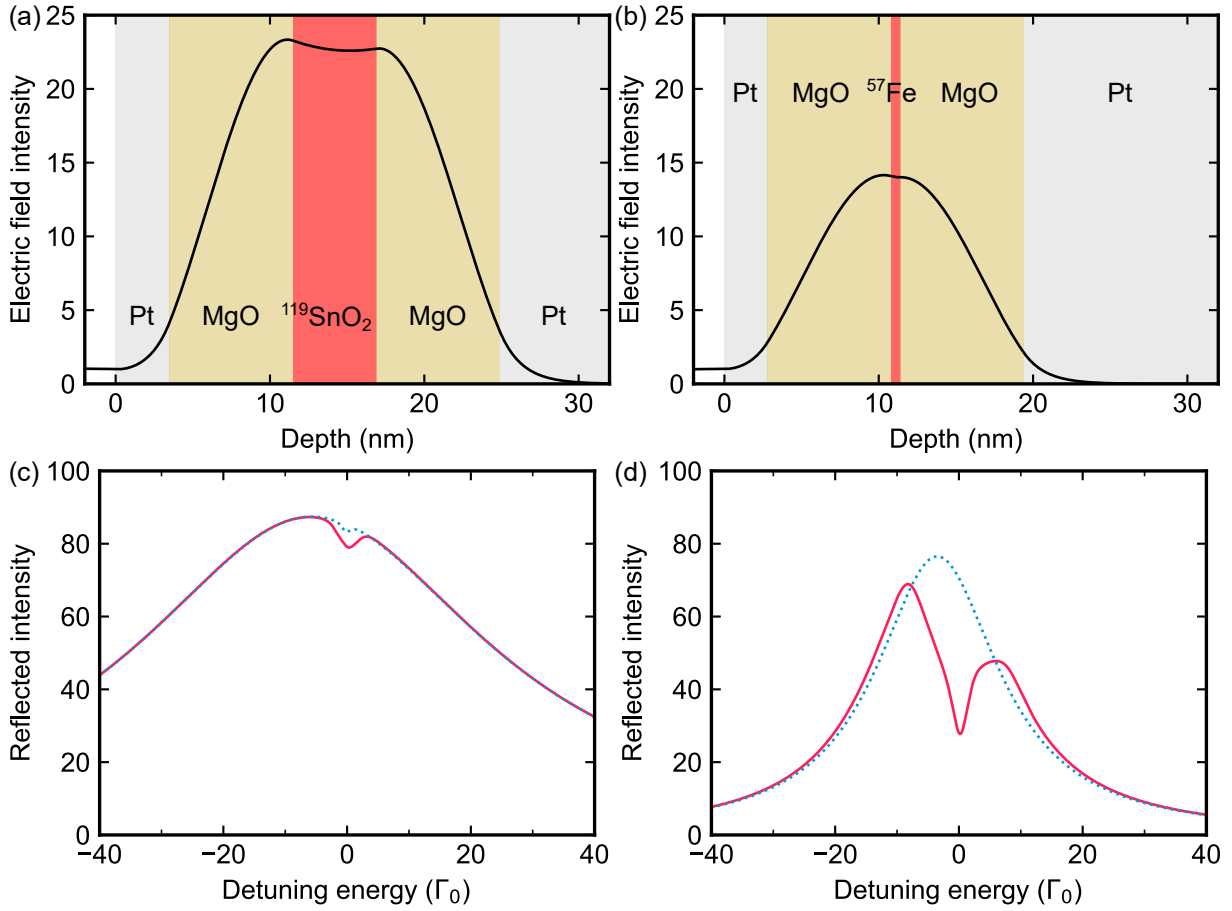 (a)
25
20
15
10
5
0
Electric field intensity
Pt
MgO
¹¹⁹SnO₂
MgO
Pt
0
10
20
30
Depth (nm)
(b)
25
20
15
10
5
0
Electric field intensity
Pt
MgO
⁵⁷Fe
MgO
Pt
0
10
20
30
Depth (nm)
(c)
100
80
60
40
20
0
Reflected intensity
−40
−20
0
20
40
Detuning energy (Γ₀)
(d)
100
80
60
40
20
0
Reflected intensity
−40
−20
0
20
40
Detuning energy (Γ₀)